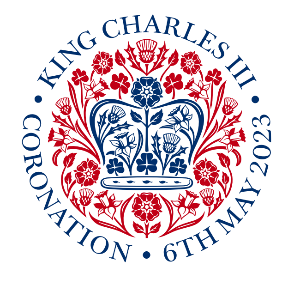 • KING CHARLES III •
CORONATION • 6TH MAY 2023